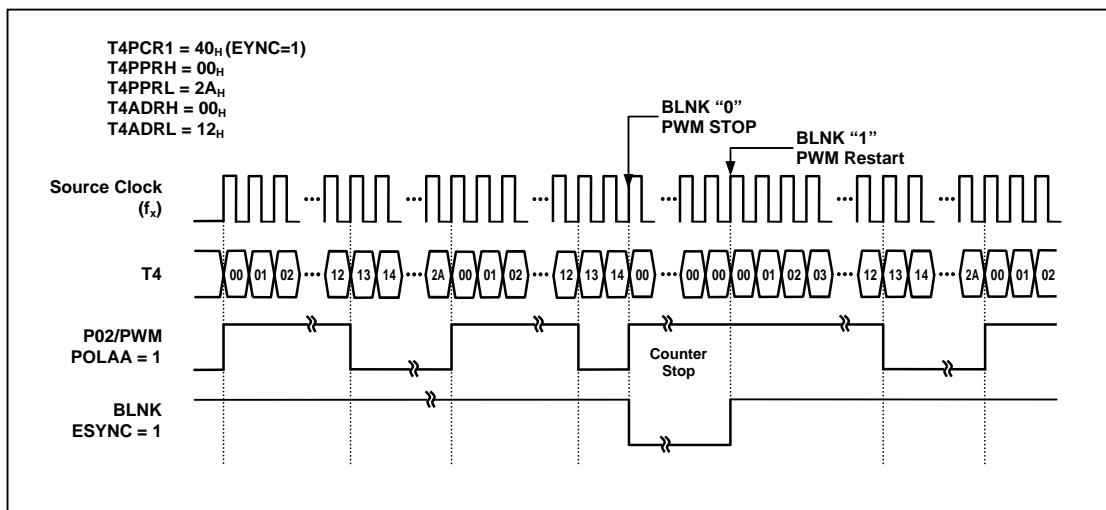 T4PCR1 = 40H (EYNC=1)
T4PPRH = 00H
T4PPRL = 2AH
T4ADRH = 00H
T4ADRL = 12H
BLNK “0”
PWM STOP
BLNK “1”
PWM Restart
Source Clock
(fx)
... ... ... ... ... ...
T4
00 01 02 ... 12 13 14 ... 2A 00 01 02 ... 12 13 14 00 ... 00 00 00 01 02 03 ... 12 13 14 ... 2A 00 01 02
P02/PWM
POLAA = 1
Counter
Stop
BLNK
ESYNC = 1